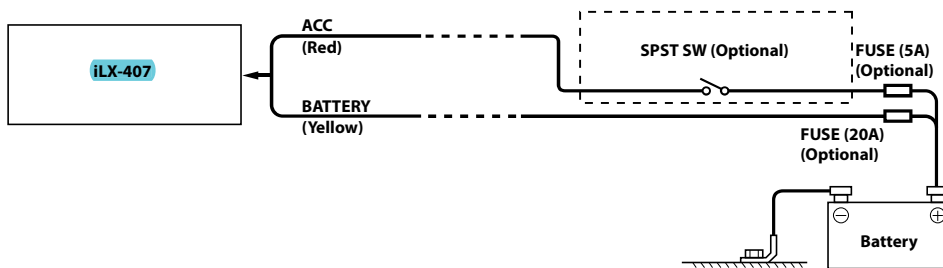 ACC
(Red)
SPST SW (Optional)
FUSE (5A)
(Optional)
iLX-407
BATTERY
(Yellow)
FUSE (20A)
(Optional)
⊖
⊕
Battery